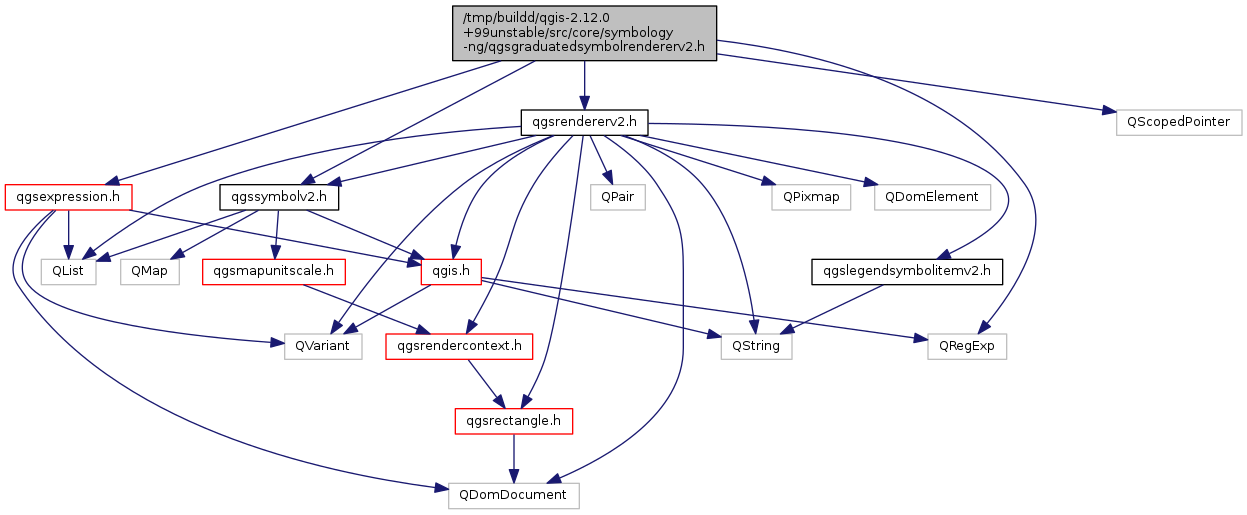 /tmp/buildd/qgis-2.12.0
+99unstable/src/core/symbology
-ng/qgsgraduatedsymbolrendererv2.h
qgsrendererv2.h
QScopedPointer
qgsexpression.h
qgssymbolv2.h
QPair
QPixmap
QDomElement
QList
QMap
qgsmapunitscale.h
qgis.h
qgslegendsymbolitemv2.h
QVariant
qgsrendercontext.h
QString
QRegExp
qgsrectangle.h
QDomDocument